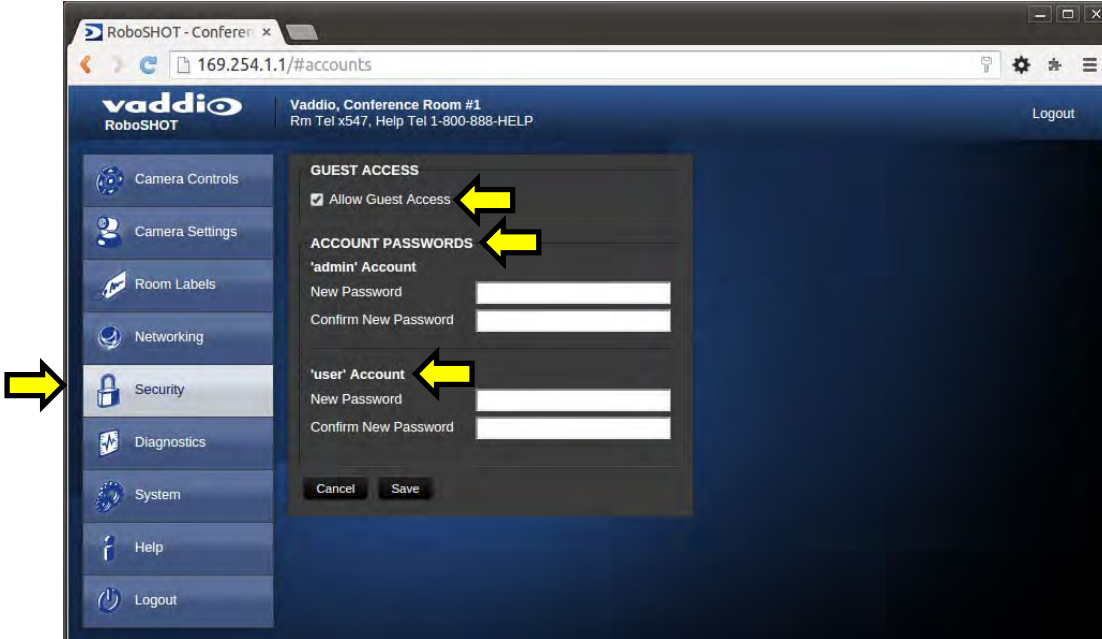 RoboSHOT - Conferen ×
169.254.1.1/#accounts
vaddio
RoboSHOT
Vaddio, Conference Room #1
Rm Tel x547, Help Tel 1-800-888-HELP
Logout
Camera Controls
Camera Settings
Room Labels
Networking
Security
Diagnostics
System
Help
Logout
GUEST ACCESS
Allow Guest Access
ACCOUNT PASSWORDS
'admin' Account
New Password
Confirm New Password
'user' Account
New Password
Confirm New Password
Cancel Save